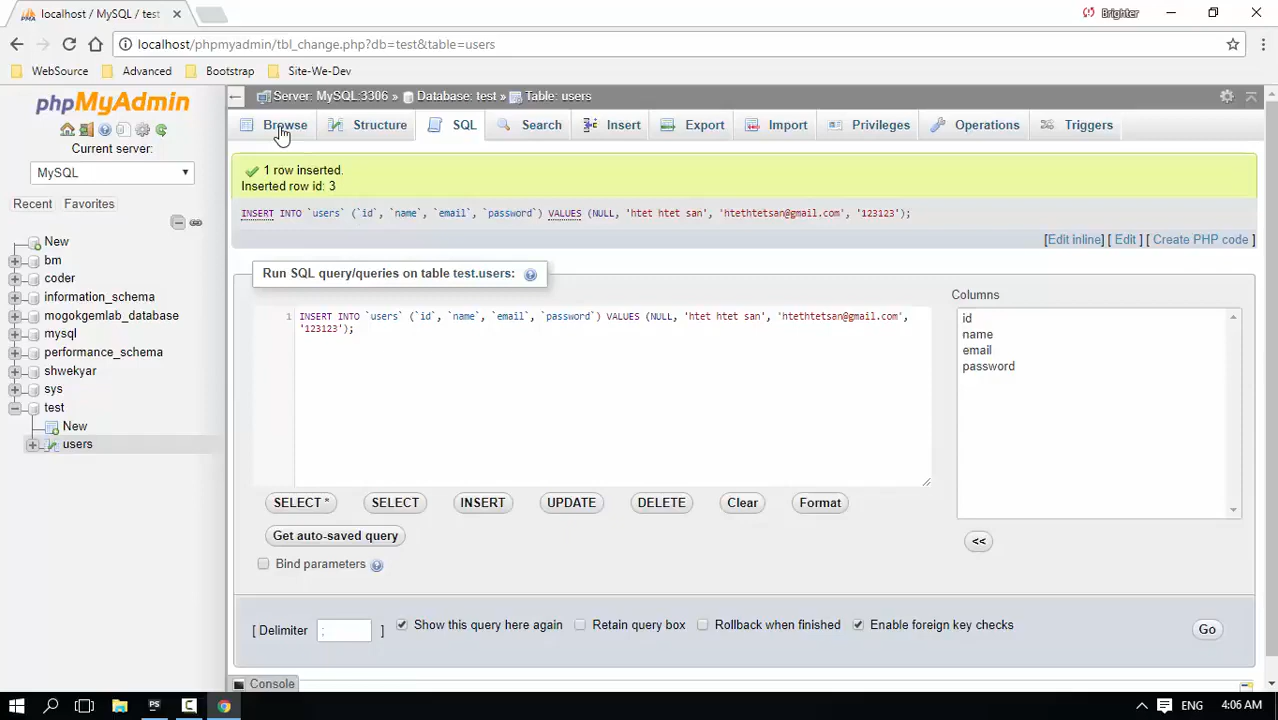 localhost / MySQL / test
Brighter
localhost/phpmyadmin/tbl_change.php?db=test&table=users
WebSource
Advanced
Bootstrap
Site-We-Dev
phpMyAdmin
Current server:
MySQL
Recent
Favorites
New
bm
coder
information_schema
mogokgemlab_database
mysql
performance_schema
shwekyar
sys
test
New
users
Server: MySQL:3306 » Database: test » Table: users
Browse
Structure
SQL
Search
Insert
Export
Import
Privileges
Operations
Triggers
1 row inserted.
Inserted row id: 3
INSERT INTO `users` (`id`, `name`, `email`, `password`) VALUES (NULL, 'htet htet san', 'htethtetsan@gmail.com', '123123');
[Edit inline] [ Edit ] [ Create PHP code ]
Run SQL query/queries on table test.users:
1
INSERT INTO `users` (`id`, `name`, `email`, `password`) VALUES (NULL, 'htet htet san', 'htethtetsan@gmail.com',
'123123');
Columns
id
name
email
password
SELECT *
SELECT
INSERT
UPDATE
DELETE
Clear
Format
<<
Get auto-saved query
Bind parameters
[ Delimiter ; ]
Show this query here again
Retain query box
Rollback when finished
Enable foreign key checks
Go
Console
ENG
4:06 AM